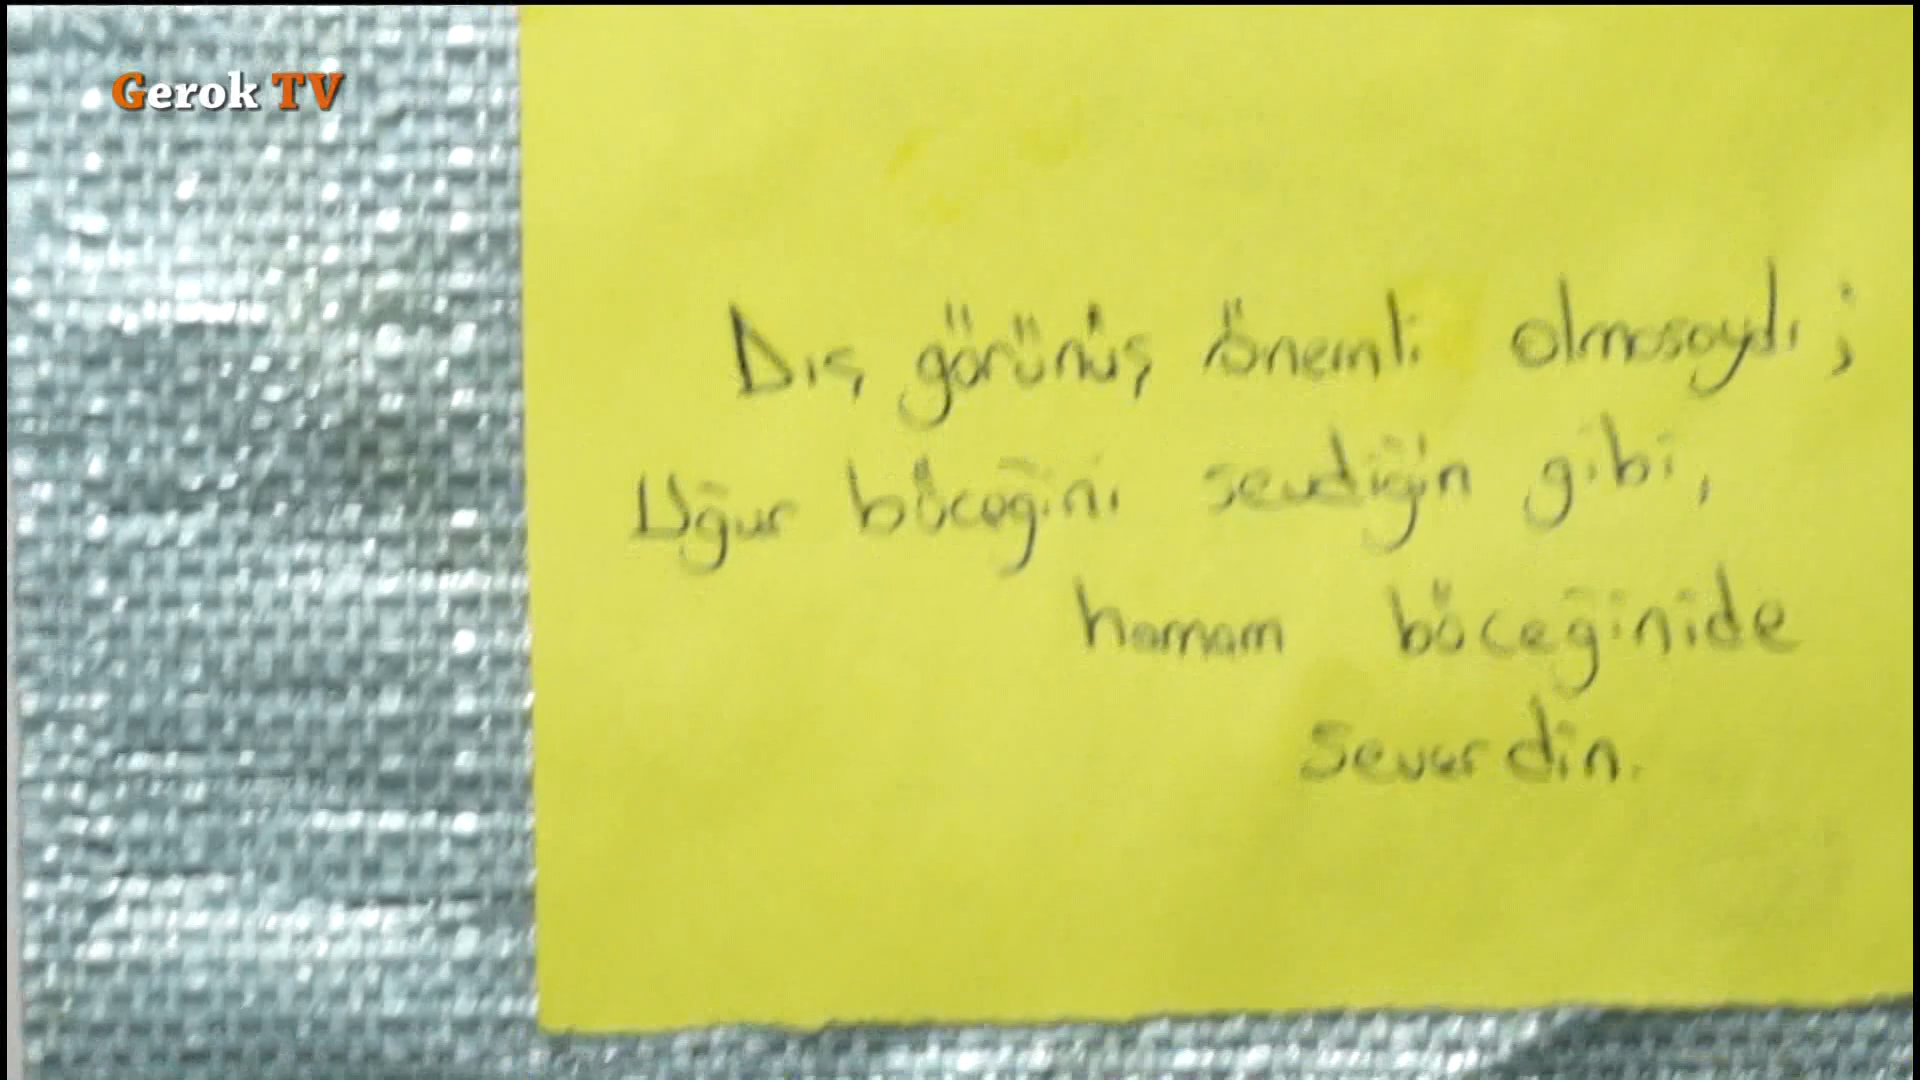 Gerok TV
Dış görünüş önemli olmasaydı;
Uğur böceğini sevdiğin gibi,
hamam böceğinide
severdin.